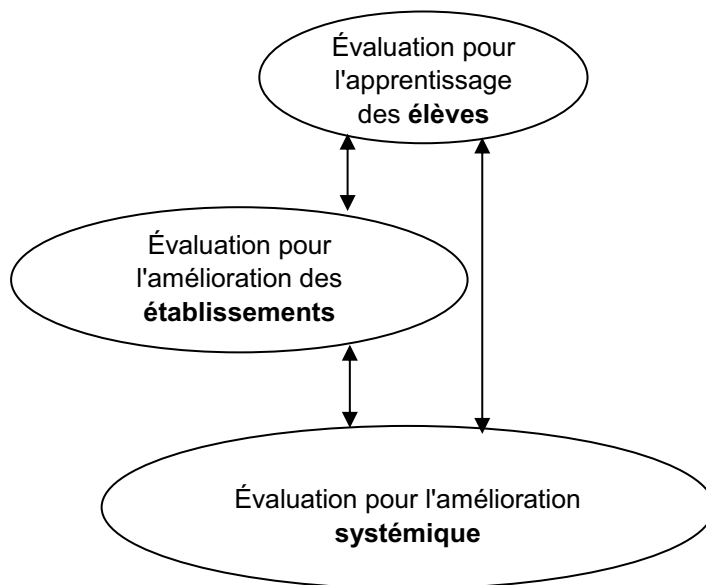 Évaluation pour
l'apprentissage
des élèves
Évaluation pour
l'amélioration des
établissements
Évaluation pour l'amélioration
systémique